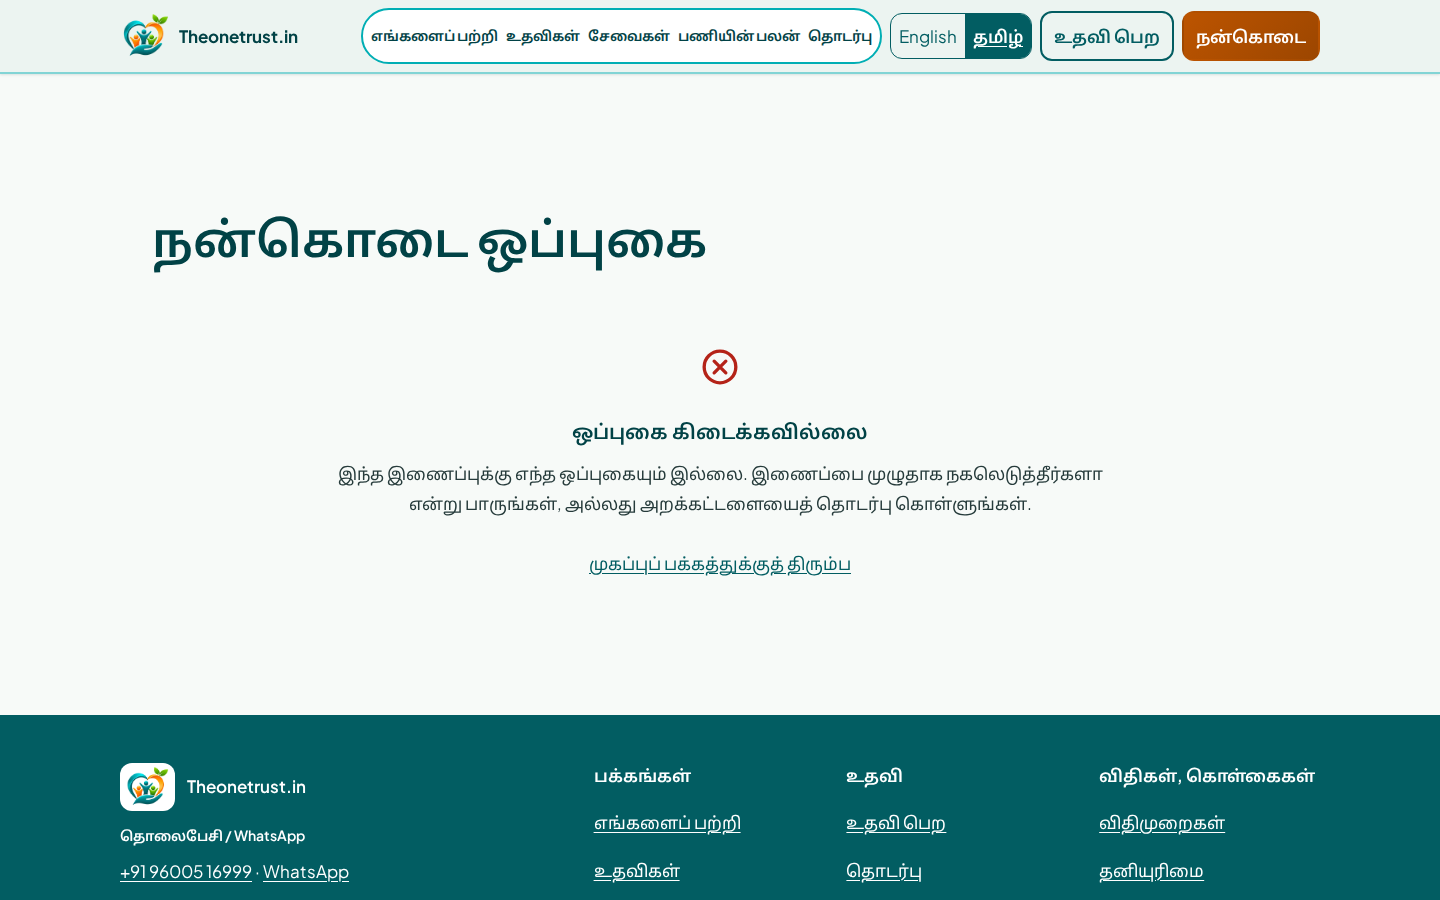 Theonetrust.in
எங்களைப் பற்றி உதவிகள் சேவைகள் பணியின் பலன் தொடர்பு
English தமிழ்
உதவி பெற
நன்கொடை
நன்கொடை ஒப்புகை
ஒப்புகை கிடைக்கவில்லை
இந்த இணைப்புக்கு எந்த ஒப்புகையும் இல்லை. இணைப்பை முழுதாக நகலெடுத்தீர்களா
என்று பாருங்கள், அல்லது அறக்கட்டளையைத் தொடர்பு கொள்ளுங்கள்.
முகப்புப் பக்கத்துக்குத் திரும்ப
Theonetrust.in
தொலைபேசி / WhatsApp
+91 96005 16999 · WhatsApp
பக்கங்கள்
எங்களைப் பற்றி
உதவிகள்
உதவி
உதவி பெற
தொடர்பு
விதிகள், கொள்கைகள்
விதிமுறைகள்
தனியுரிமை